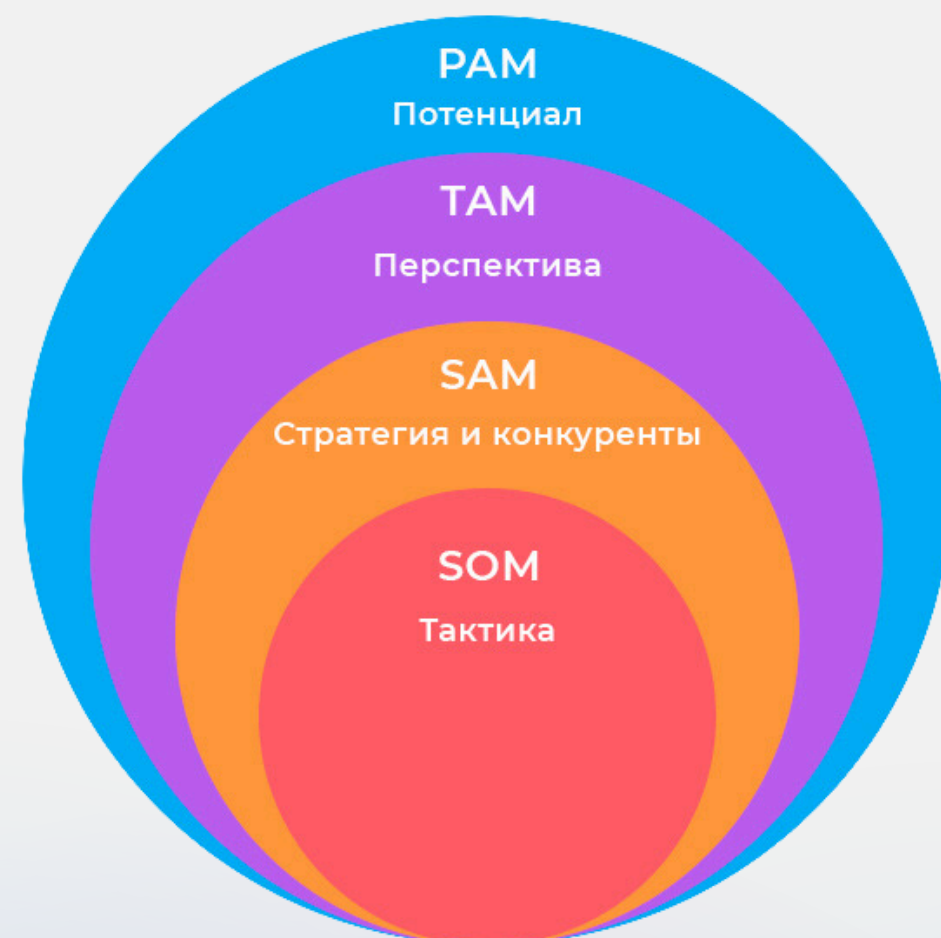 PAM
Потенциал
TAM
Перспектива
SAM
Стратегия и конкуренты
SOM
Тактика